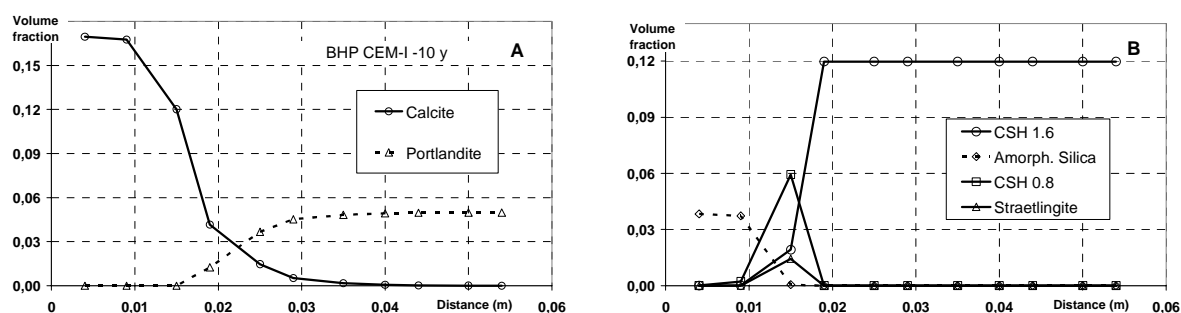 Volume
fraction
BHP CEM-I -10 y
A
0,15
0,12
0,09
0,06
0,03
0,00
Calcite
Portlandite
0
0,01
0,02
0,03
0,04
0,05
0,06
Distance (m)
Volume
fraction
B
0,12
0,09
0,06
0,03
0,00
CSH 1.6
Amorph. Silica
CSH 0.8
Straetlingite
0
0,01
0,02
0,03
0,04
0,05
0,06
Distance (m)